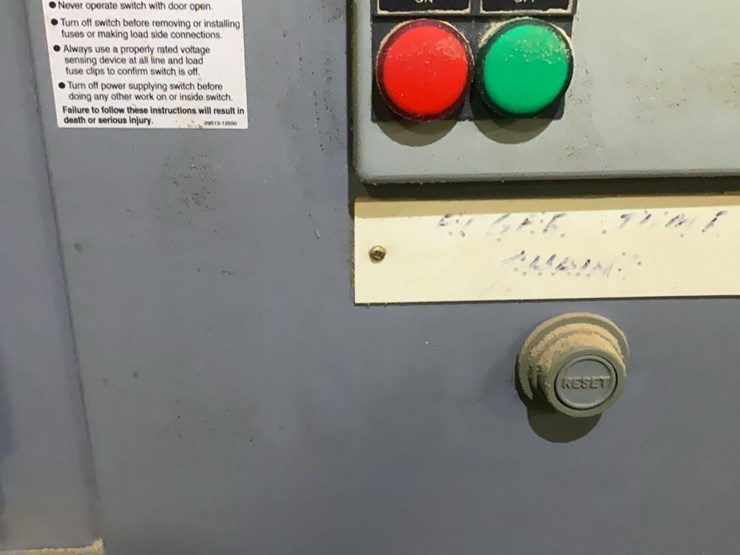 ● Never operate switch with door open.
● Turn off switch before removing or installing
fuses or making load side connections.
● Always use a properly rated voltage
sensing device at all line and load
fuse clips to confirm switch is off.
● Turn off power supplying switch before
doing any other work on or inside switch.
Failure to follow these instructions will result in
death or serious injury.
ON OFF
RESET